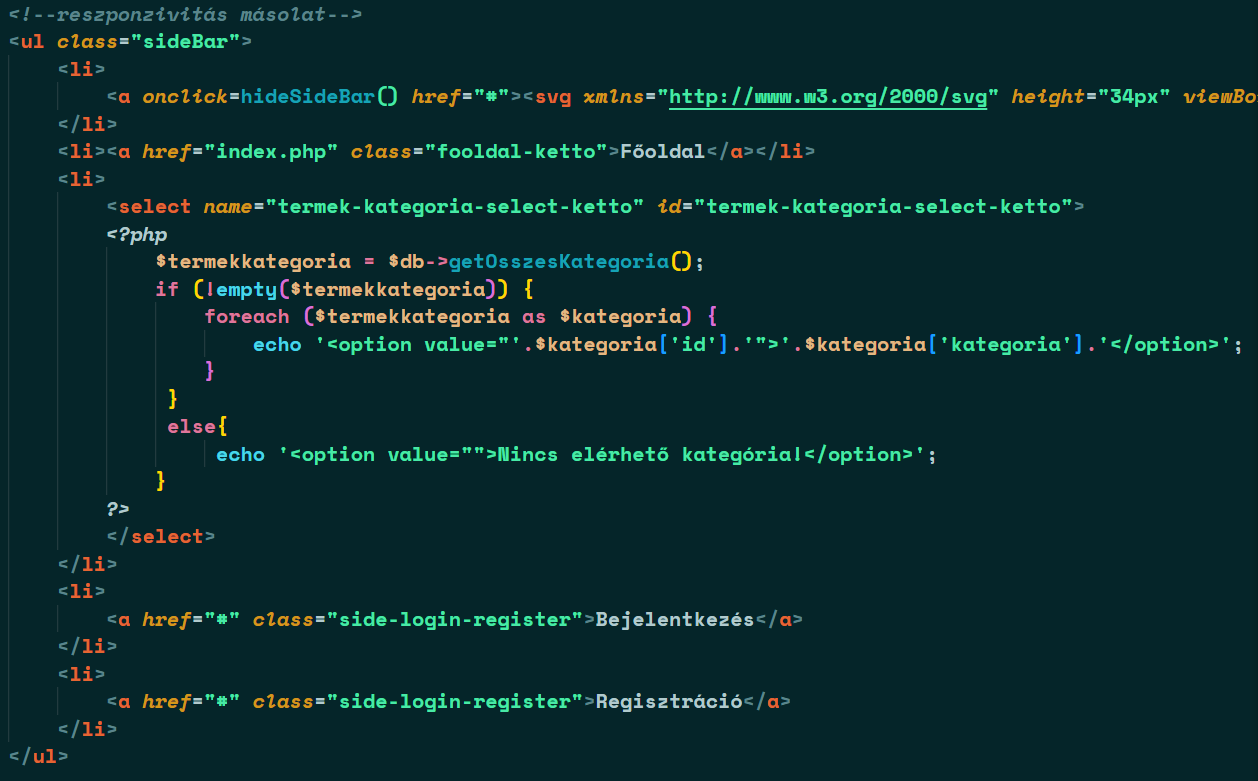 <!--reszponzivitás másolat-->
<ul class="sideBar">
<li>
<a onclick=hideSideBar() href="#"><svg xmlns="http://www.w3.org/2000/svg" height="34px" viewBo
</li>
<li><a href="index.php" class="fooldal-ketto">Főoldal</a></li>
<li>
<select name="termek-kategoria-select-ketto" id="termek-kategoria-select-ketto">
<?php
$termekkategoria = $db->getOsszesKategoria();
if (!empty($termekkategoria)) {
foreach ($termekkategoria as $kategoria) {
echo '<option value="'.$kategoria['id'].'">'.$kategoria['kategoria'].'</option>';
}
}
else{
echo '<option value="">Nincs elérhető kategória!</option>';
}
?>
</select>
</li>
<li>
<a href="#" class="side-login-register">Bejelentkezés</a>
</li>
<li>
<a href="#" class="side-login-register">Regisztráció</a>
</li>
</ul>